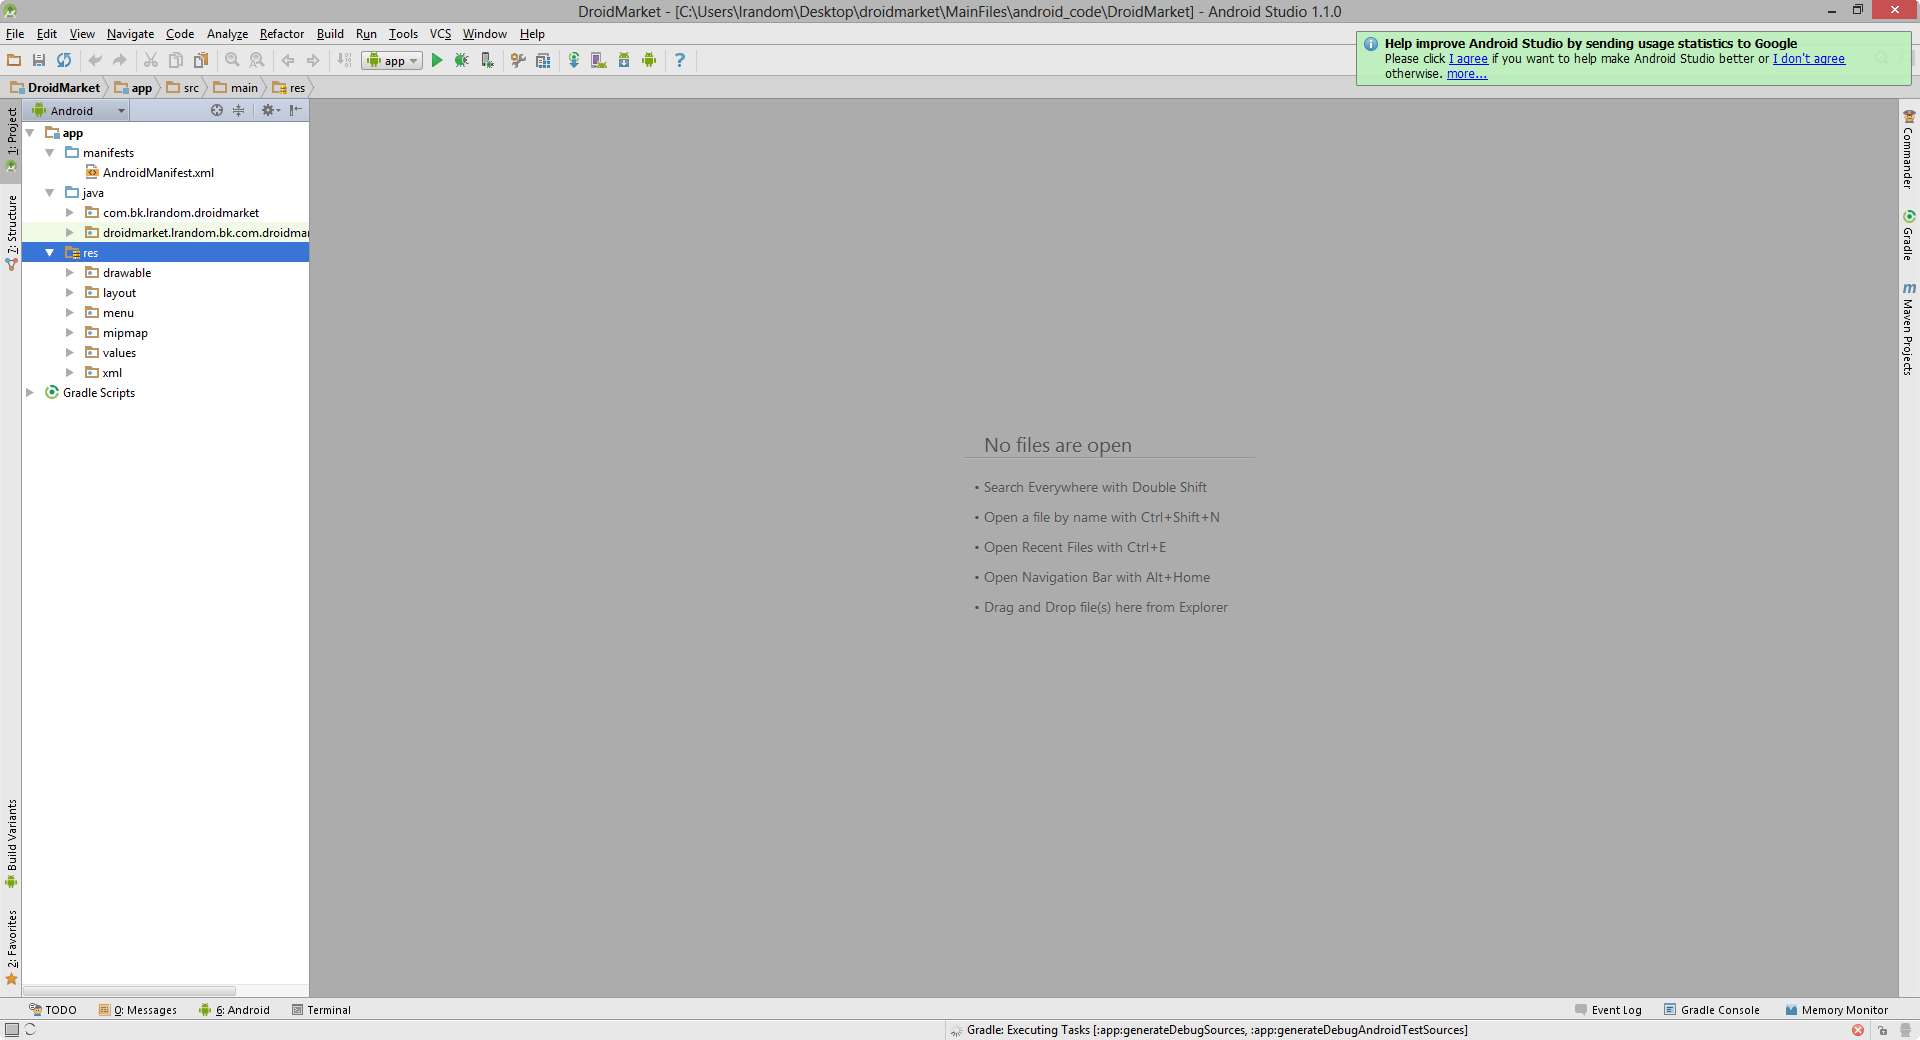 DroidMarket - [C:\Users\lrandom\Desktop\droidmarket\MainFiles\android_code\DroidMarket] - Android Studio 1.1.0
File Edit View Navigate Code Analyze Refactor Build Run Tools VCS Window Help
app
Help improve Android Studio by sending usage statistics to Google
Please click I agree if you want to help make Android Studio better or I don't agree
otherwise. more...
DroidMarket app src main res
Android
1: Project
7: Structure
Build Variants
2: Favorites
app
manifests
AndroidManifest.xml
java
com.bk.lrandom.droidmarket
droidmarket.lrandom.bk.com.droidmar
res
drawable
layout
menu
mipmap
values
xml
Gradle Scripts
No files are open
• Search Everywhere with Double Shift
• Open a file by name with Ctrl+Shift+N
• Open Recent Files with Ctrl+E
• Open Navigation Bar with Alt+Home
• Drag and Drop file(s) here from Explorer
Commander
Gradle
m Maven Projects
TODO 0: Messages 6: Android Terminal Event Log Gradle Console Memory Monitor
Gradle: Executing Tasks [:app:generateDebugSources, :app:generateDebugAndroidTestSources]